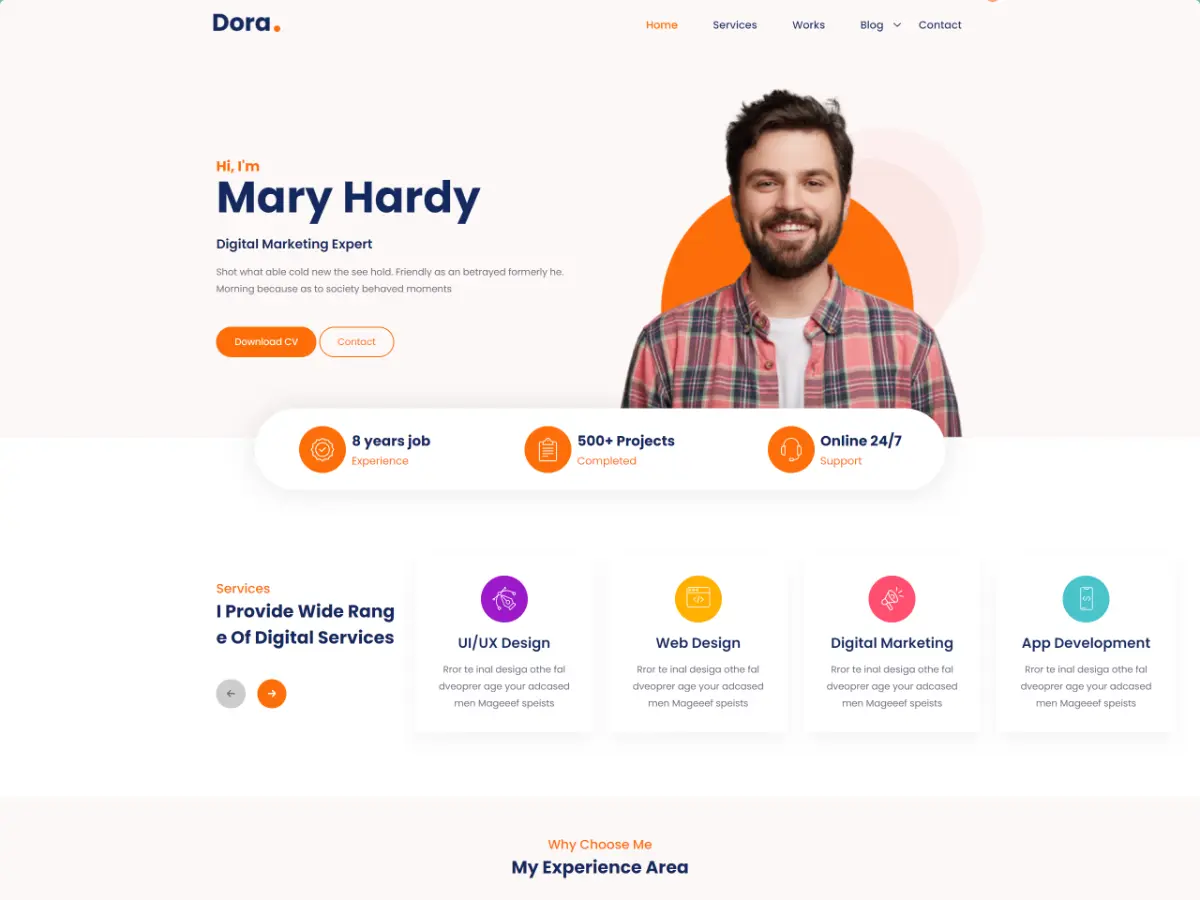 Dora.
Home Services Works Blog Contact
Hi, I'm
Mary Hardy
Digital Marketing Expert
Shot what able cold new the see hold. Friendly as an betrayed formerly he.
Morning because as to society behaved moments
Download CV Contact
8 years job
Experience
500+ Projects
Completed
Online 24/7
Support
Services
I Provide Wide Rang
e Of Digital Services
UI/UX Design
Rror te inal desiga othe fal
dveoprer age your adcased
men Mageeef speists
Web Design
Rror te inal desiga othe fal
dveoprer age your adcased
men Mageeef speists
Digital Marketing
Rror te inal desiga othe fal
dveoprer age your adcased
men Mageeef speists
App Development
Rror te inal desiga othe fal
dveoprer age your adcased
men Mageeef speists
Why Choose Me
My Experience Area